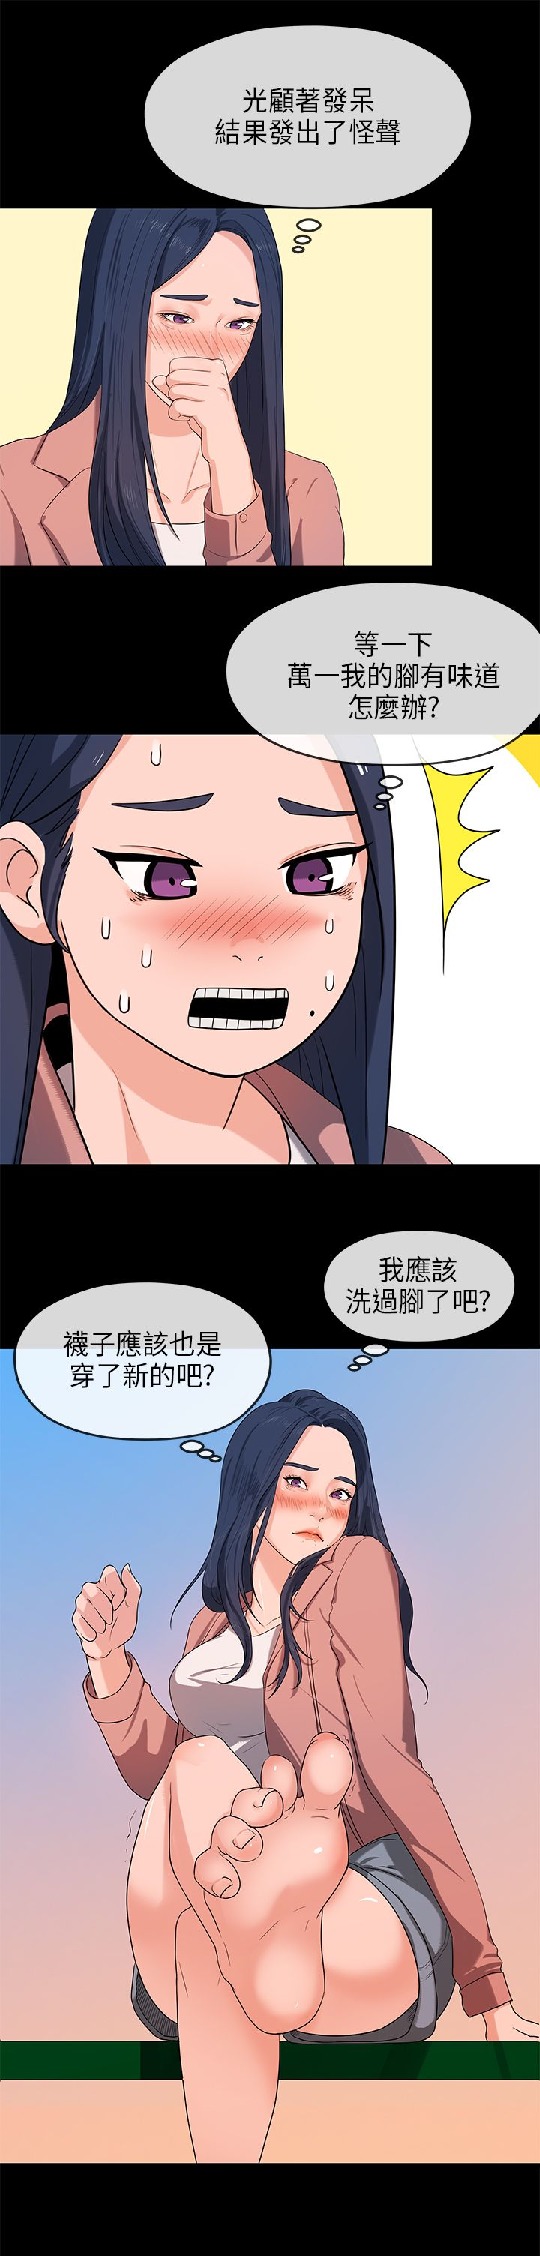 光顧著發呆
結果發出了怪聲
等一下
萬一我的腳有味道
怎麼辦?
我應該
洗過腳了吧?
襪子應該也是
穿了新的吧?